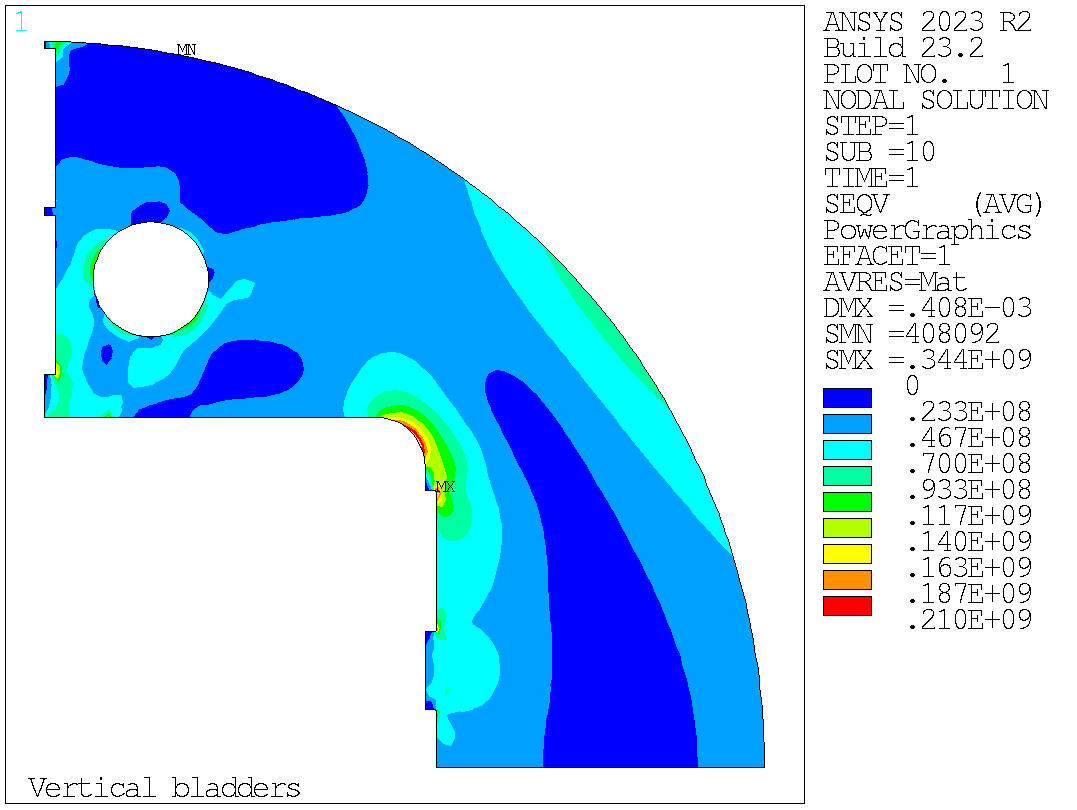 1
MN
MX
Vertical bladders
ANSYS 2023 R2
Build 23.2
PLOT NO.   1
NODAL SOLUTION
STEP=1
SUB =10
TIME=1
SEQV     (AVG)
PowerGraphics
EFACET=1
AVRES=Mat
DMX =.408E-03
SMN =408092
SMX =.344E+09
0
.233E+08
.467E+08
.700E+08
.933E+08
.117E+09
.140E+09
.163E+09
.187E+09
.210E+09